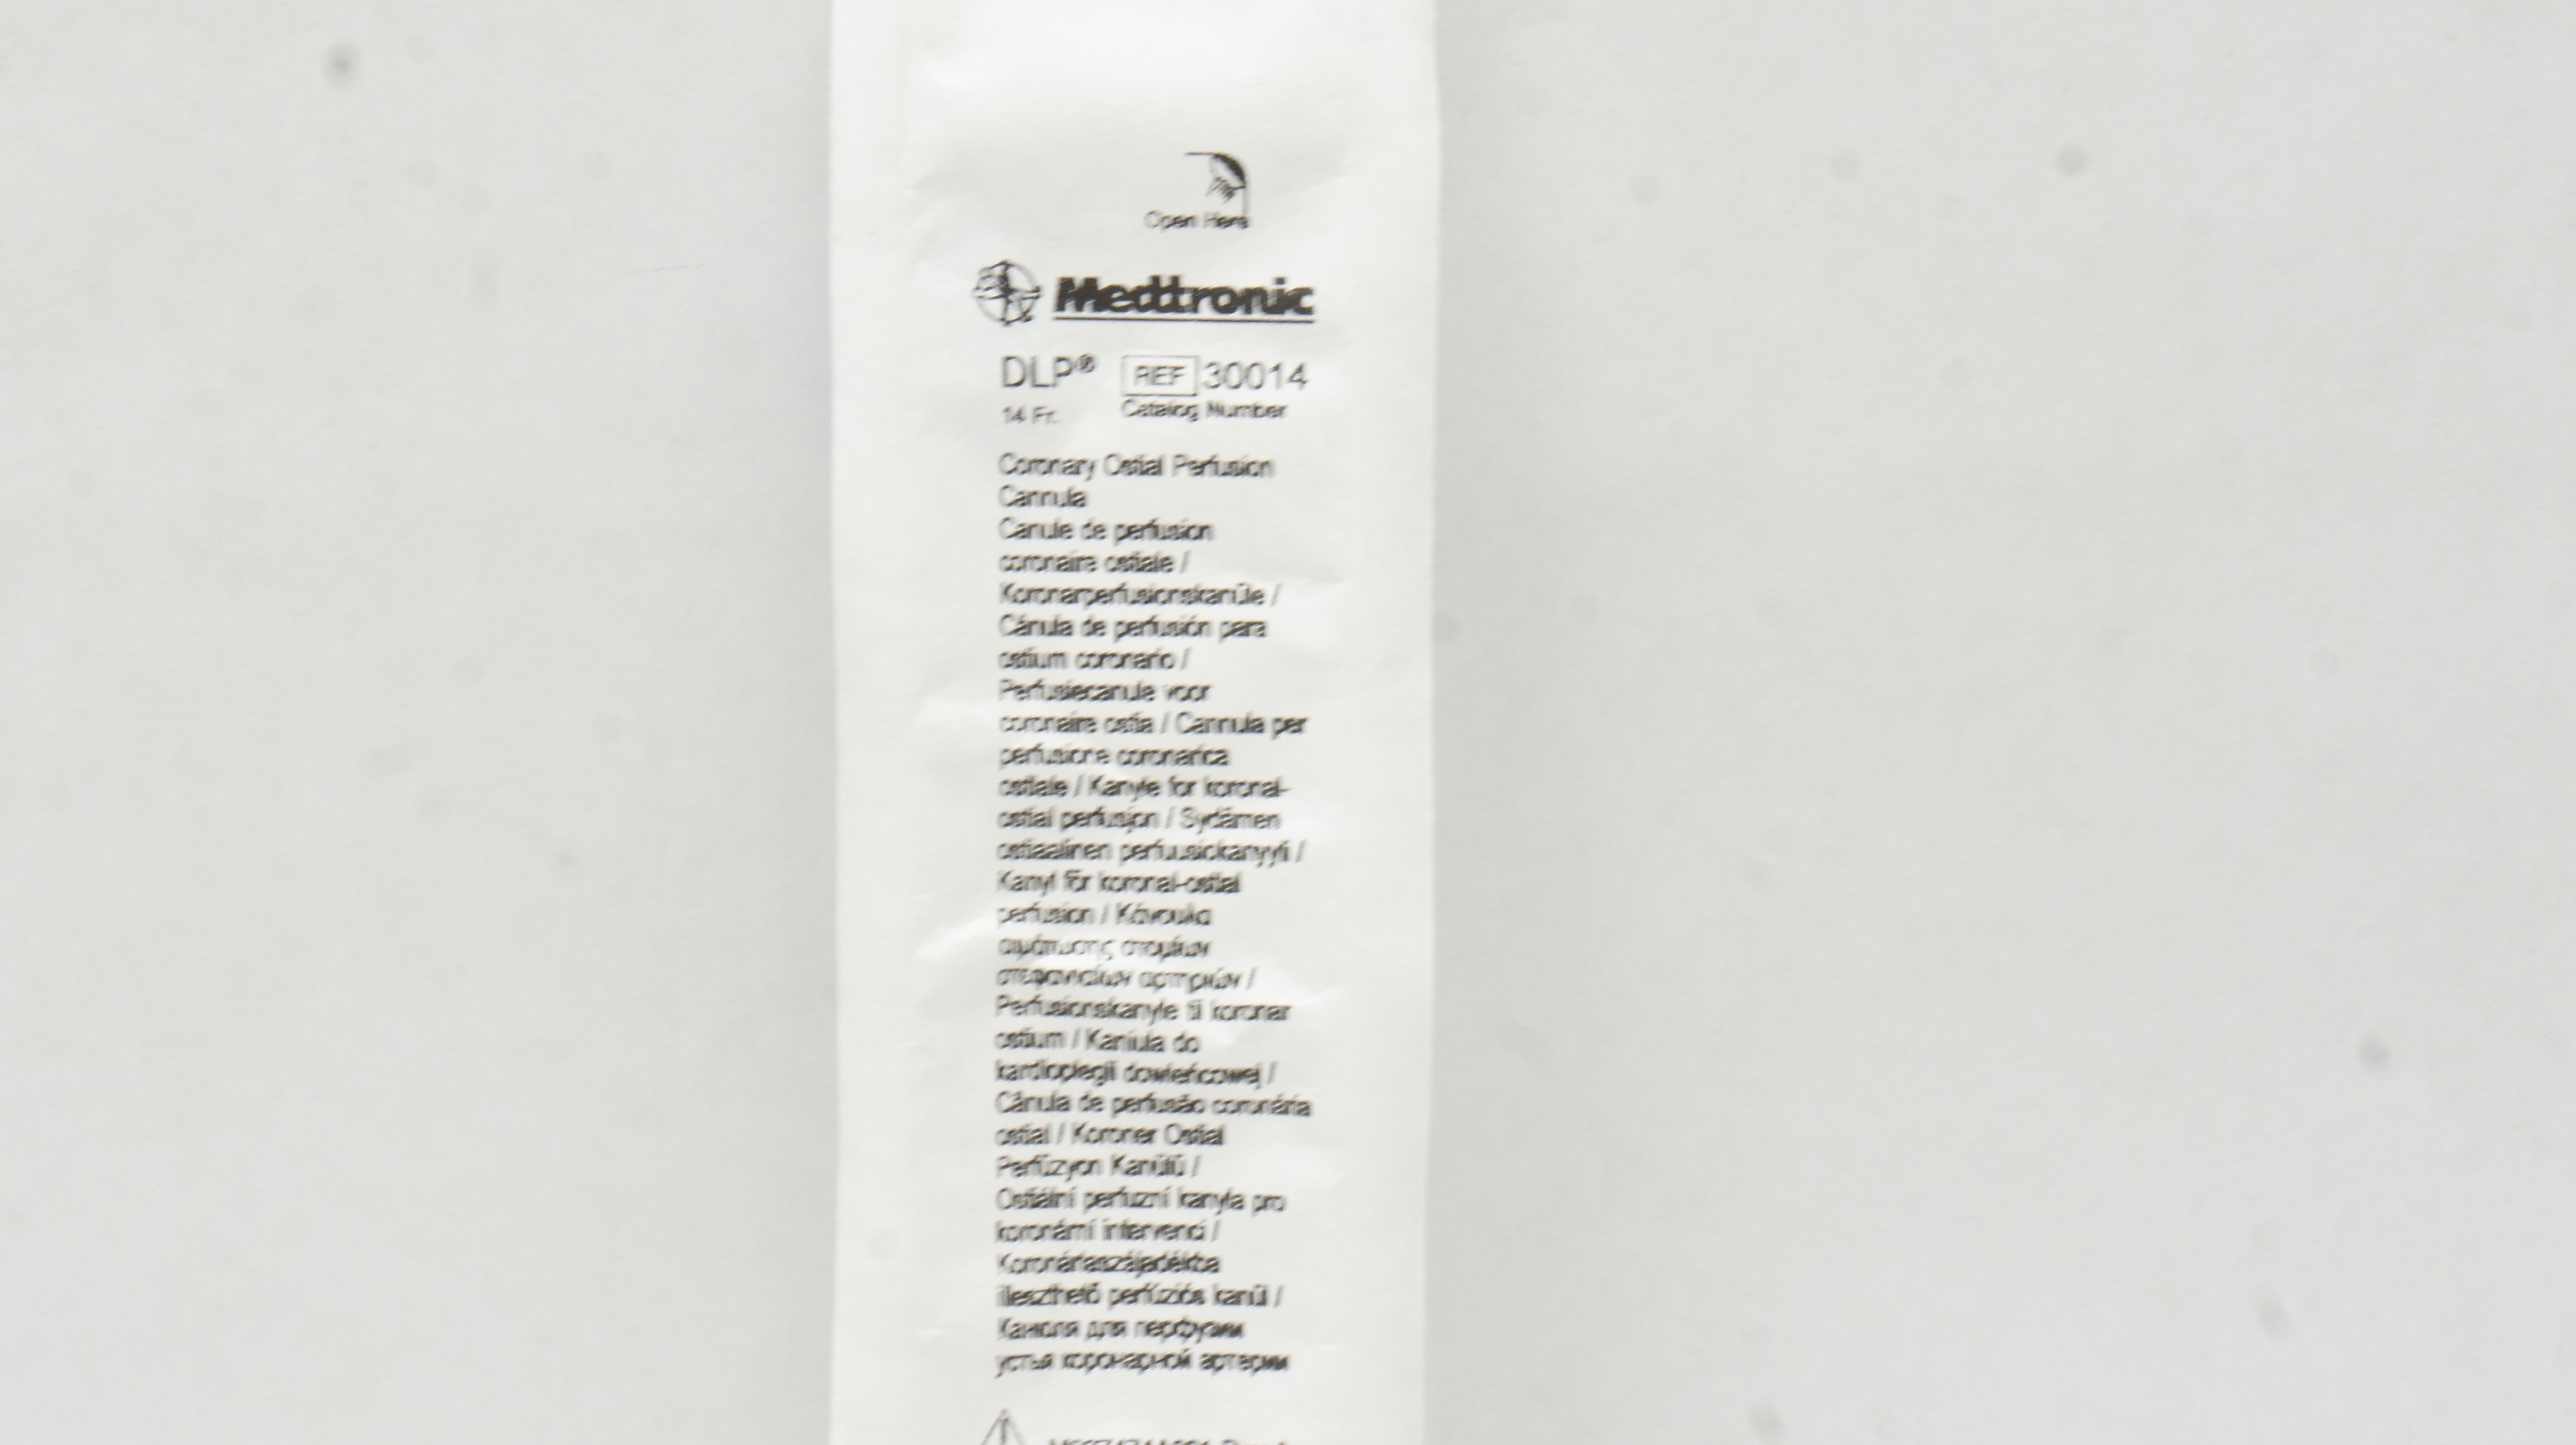 Open Here
Medtronic
DLP® REF 30014
14 Fr. Catalog Number
Coronary Ostial Perfusion
Cannula
Canule de perfusion
coronaire ostiale /
Koronarperfusionskanüle /
Cánula de perfusión para
ostium coronario /
Perfusiecanule voor
coronaire ostia / Cannula per
perfusione coronarica
ostiale / Kanyle for koronal-
ostial perfusjon / Sydämen
ostiaalinen perfuusiokanyyli /
Kanyl för koronal-ostial
perfusion / Κάνουλα
αιμάτωσης στομίων
στεφανιαίων αρτηριών /
Perfusionskanyle til koronar
ostium / Kaniula do
kardioplegii dowieńcowej /
Cânula de perfusão coronária
ostial / Koroner Ostial
Perfüzyon Kanülü /
Ostiální perfuzní kanyla pro
koronární intervenci /
Koronáriaszájadékba
illeszthető perfúziós kanül /
Канюля для перфузии
устья коронарной артерии